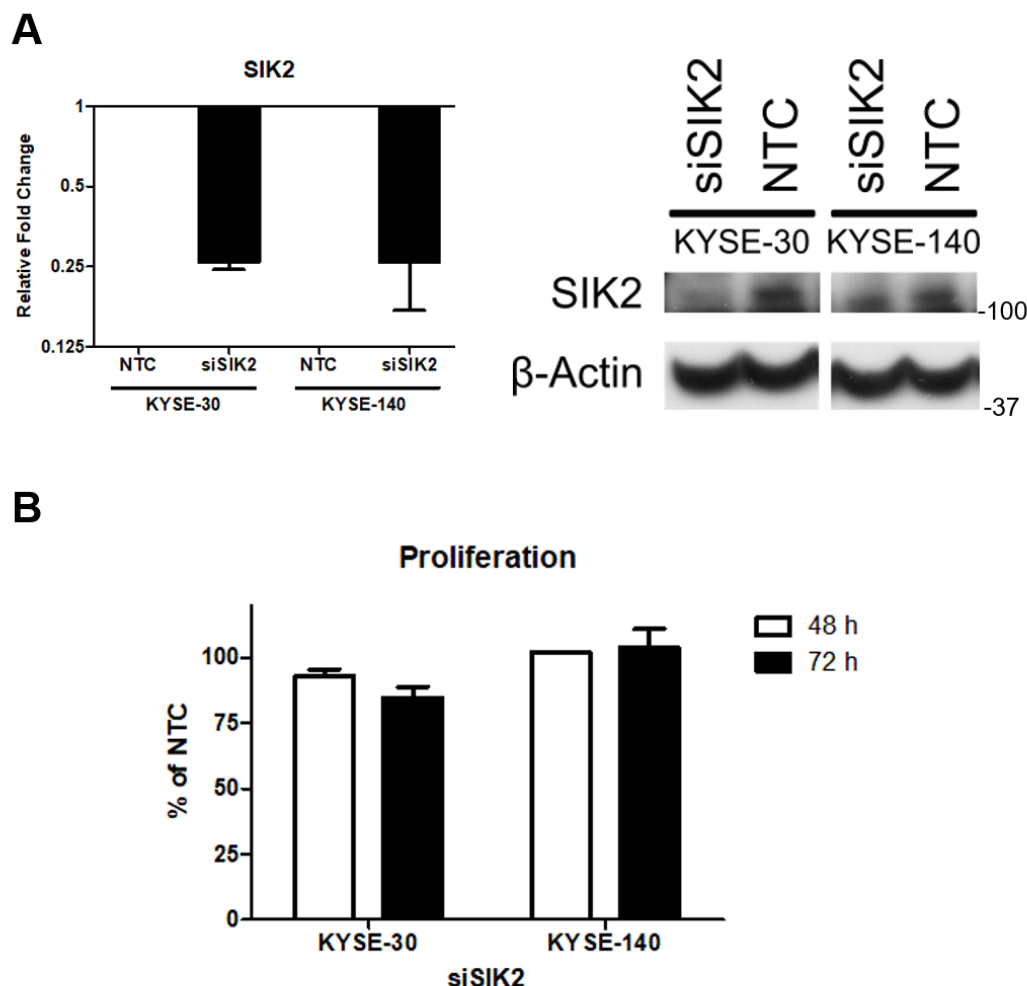 A
SIK2
Relative Fold Change
1
0.5
0.25
0.125
NTC siSIK2 NTC siSIK2
KYSE-30 KYSE-140
siSIK2 NTC siSIK2 NTC
KYSE-30 KYSE-140
SIK2
-100
β-Actin
-37
B
Proliferation
% of NTC
100
75
50
25
0
KYSE-30 KYSE-140
siSIK2
48 h
72 h